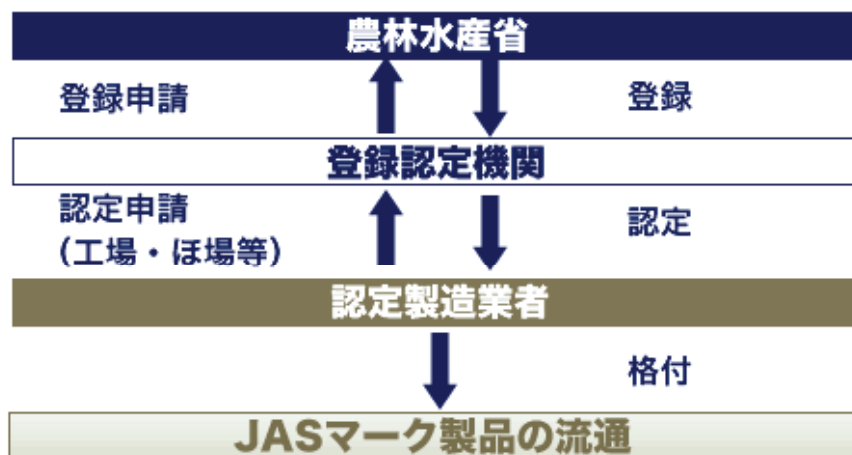 農林水産省
登録申請
登録
登録認定機関
認定申請
（工場・ほ場等）
認定
認定製造業者
格付
JASマーク製品の流通